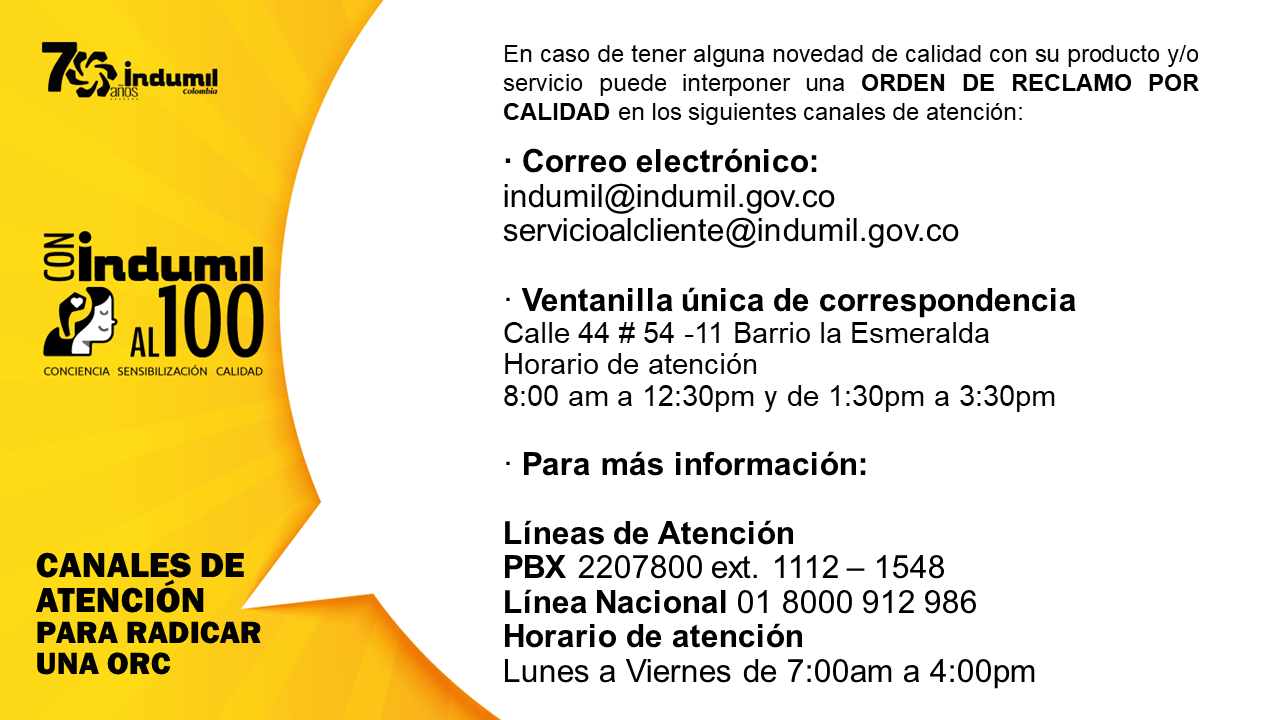 70 años indumil
Colombia
CON indumil
AL 100
CONCIENCIA SENSIBILIZACIÓN CALIDAD
CANALES DE
ATENCIÓN
PARA RADICAR
UNA ORC
En caso de tener alguna novedad de calidad con su producto y/o
servicio puede interponer una ORDEN DE RECLAMO POR
CALIDAD en los siguientes canales de atención:
· Correo electrónico:
indumil@indumil.gov.co
servicioalcliente@indumil.gov.co
· Ventanilla única de correspondencia
Calle 44 # 54 -11 Barrio la Esmeralda
Horario de atención
8:00 am a 12:30pm y de 1:30pm a 3:30pm
· Para más información:
Líneas de Atención
PBX 2207800 ext. 1112 – 1548
Línea Nacional 01 8000 912 986
Horario de atención
Lunes a Viernes de 7:00am a 4:00pm